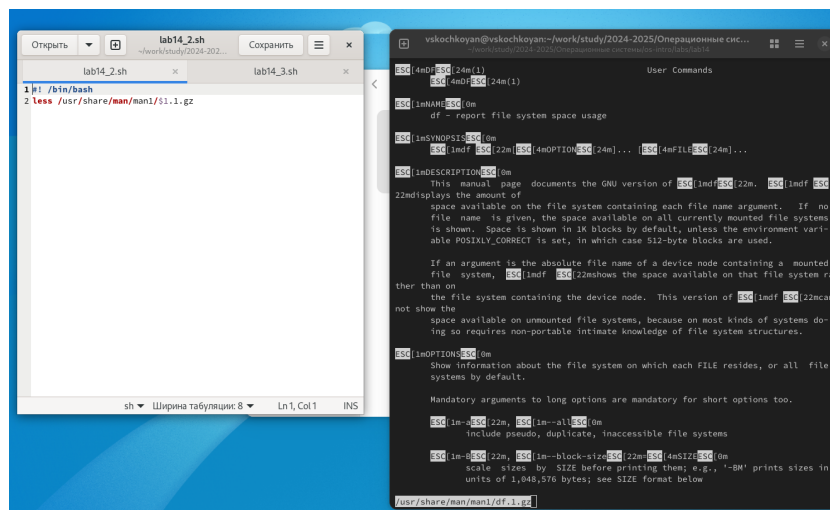 Открыть
lab14_2.sh
~/work/study/2024-202...
Сохранить
lab14_2.sh
lab14_3.sh
1 #! /bin/bash
2 less /usr/share/man/man1/$1.1.gz
sh
Ширина табуляции: 8
Ln 1, Col 1
INS
vskochkoyan@vskochkoyan:~/work/study/2024-2025/Операционные сис...
~/work/study/2024-2025/Операционные системы/os-intro/labs/lab14
ESC[4mDFESC[24m(1) User Commands
ESC[4mDFESC[24m(1)
ESC[1mNAMEESC[0m
df - report file system space usage
ESC[1mSYNOPSISESC[0m
ESC[1mdf ESC[22m[ESC[4mOPTIONESC[24m]... [ESC[4mFILEESC[24m]...
ESC[1mDESCRIPTIONESC[0m
This manual page documents the GNU version of ESC[1mdfESC[22m. ESC[1mdf ESC[
22mdisplays the amount of
space available on the file system containing each file name argument. If no
file name is given, the space available on all currently mounted file systems
is shown. Space is shown in 1K blocks by default, unless the environment vari-
able POSIXLY_CORRECT is set, in which case 512-byte blocks are used.
If an argument is the absolute file name of a device node containing a mounted
file system, ESC[1mdf ESC[22mshows the space available on that file system ra
ther than on
the file system containing the device node. This version of ESC[1mdf ESC[22mcan
not show the
space available on unmounted file systems, because on most kinds of systems do-
ing so requires non-portable intimate knowledge of file system structures.
ESC[1mOPTIONSESC[0m
Show information about the file system on which each FILE resides, or all file
systems by default.
Mandatory arguments to long options are mandatory for short options too.
ESC[1m-aESC[22m, ESC[1m--allESC[0m
include pseudo, duplicate, inaccessible file systems
ESC[1m-BESC[22m, ESC[1m--block-sizeESC[22m=ESC[4mSIZEESC[0m
scale sizes by SIZE before printing them; e.g., '-BM' prints sizes in
units of 1,048,576 bytes; see SIZE format below
/usr/share/man/man1/df.1.gz